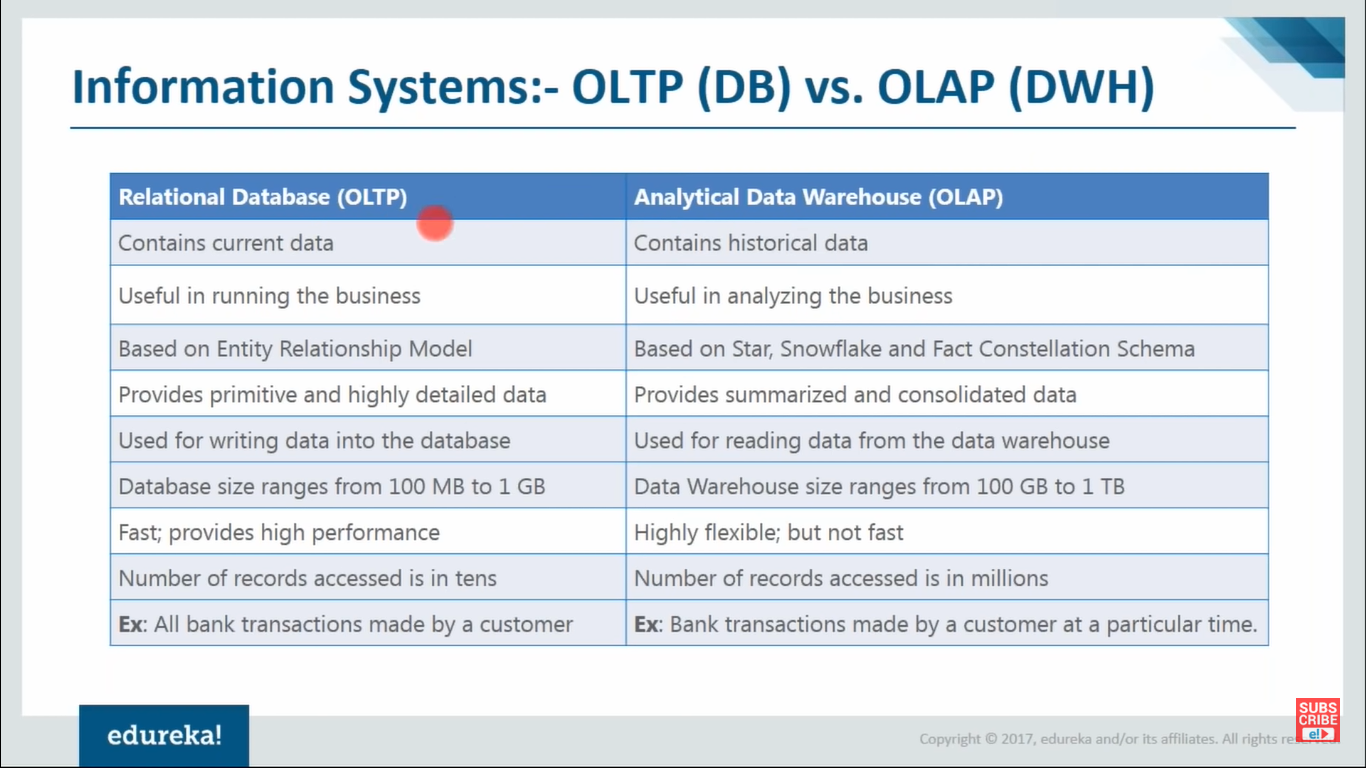 Information Systems:- OLTP (DB) vs. OLAP (DWH)
Relational Database (OLTP) Analytical Data Warehouse (OLAP)
Contains current data Contains historical data
Useful in running the business Useful in analyzing the business
Based on Entity Relationship Model Based on Star, Snowflake and Fact Constellation Schema
Provides primitive and highly detailed data Provides summarized and consolidated data
Used for writing data into the database Used for reading data from the data warehouse
Database size ranges from 100 MB to 1 GB Data Warehouse size ranges from 100 GB to 1 TB
Fast; provides high performance Highly flexible; but not fast
Number of records accessed is in tens Number of records accessed is in millions
Ex: All bank transactions made by a customer Ex: Bank transactions made by a customer at a particular time.
edureka!
Copyright © 2017, edureka and/or its affiliates. All rights
SUBS
CRIBE
e!